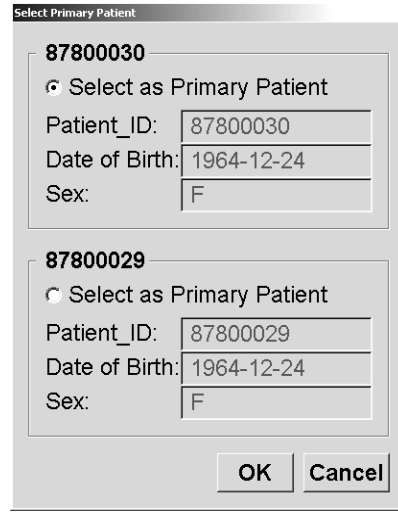 Select Primary Patient
87800030
Select as Primary Patient
Patient_ID: 87800030
Date of Birth: 1964-12-24
Sex: F
87800029
Select as Primary Patient
Patient_ID: 87800029
Date of Birth: 1964-12-24
Sex: F
OK Cancel